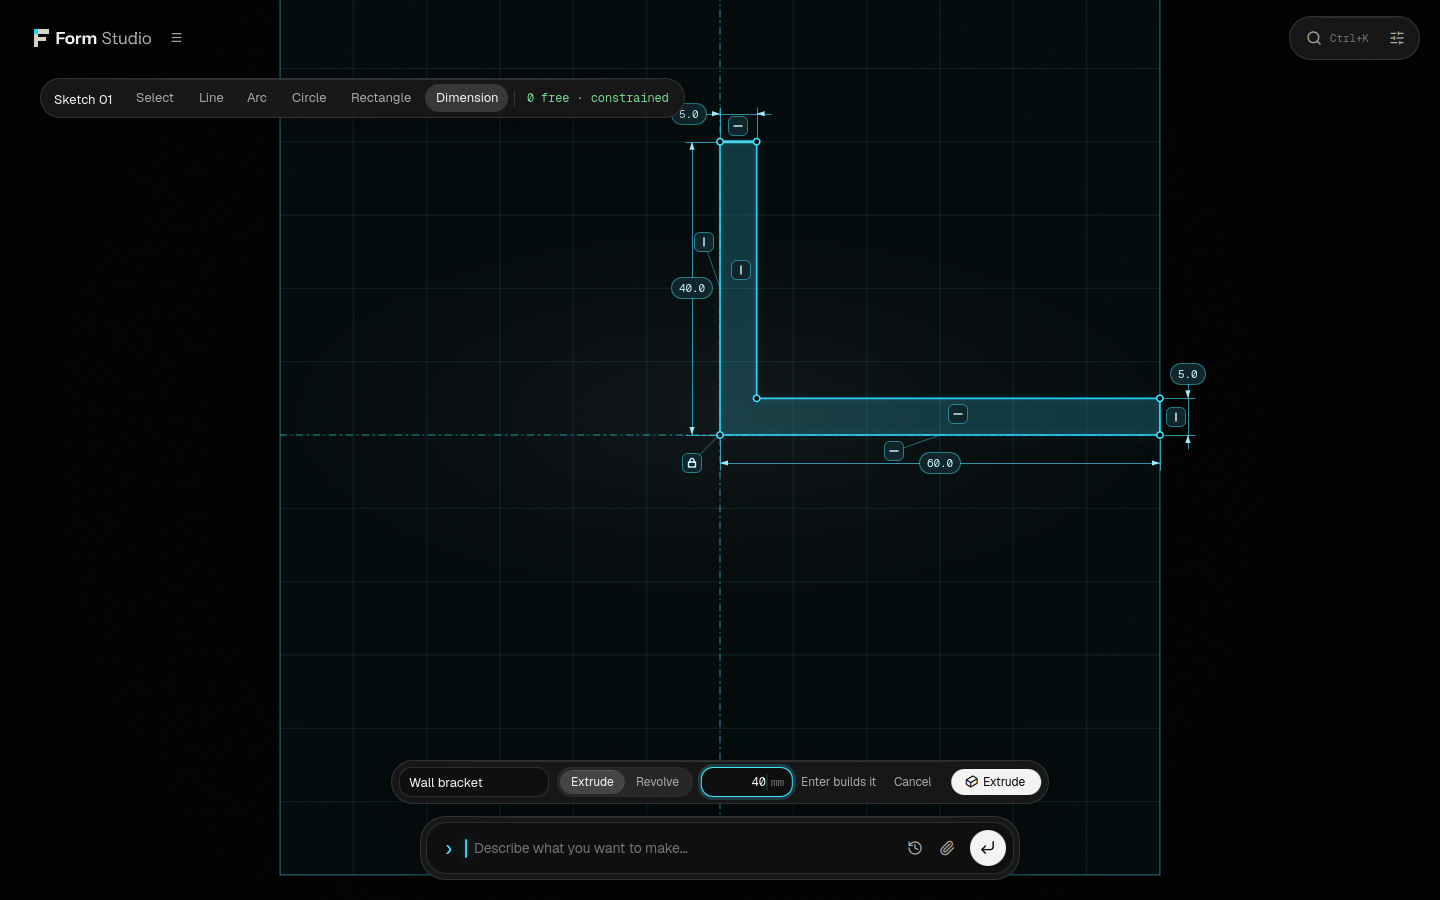 Form Studio
Ctrl+K
Sketch 01 Select Line Arc Circle Rectangle Dimension 0 free · constrained
5.0
40.0
5.0
60.0
Wall bracket Extrude Revolve 40 mm Enter builds it Cancel Extrude
Describe what you want to make…